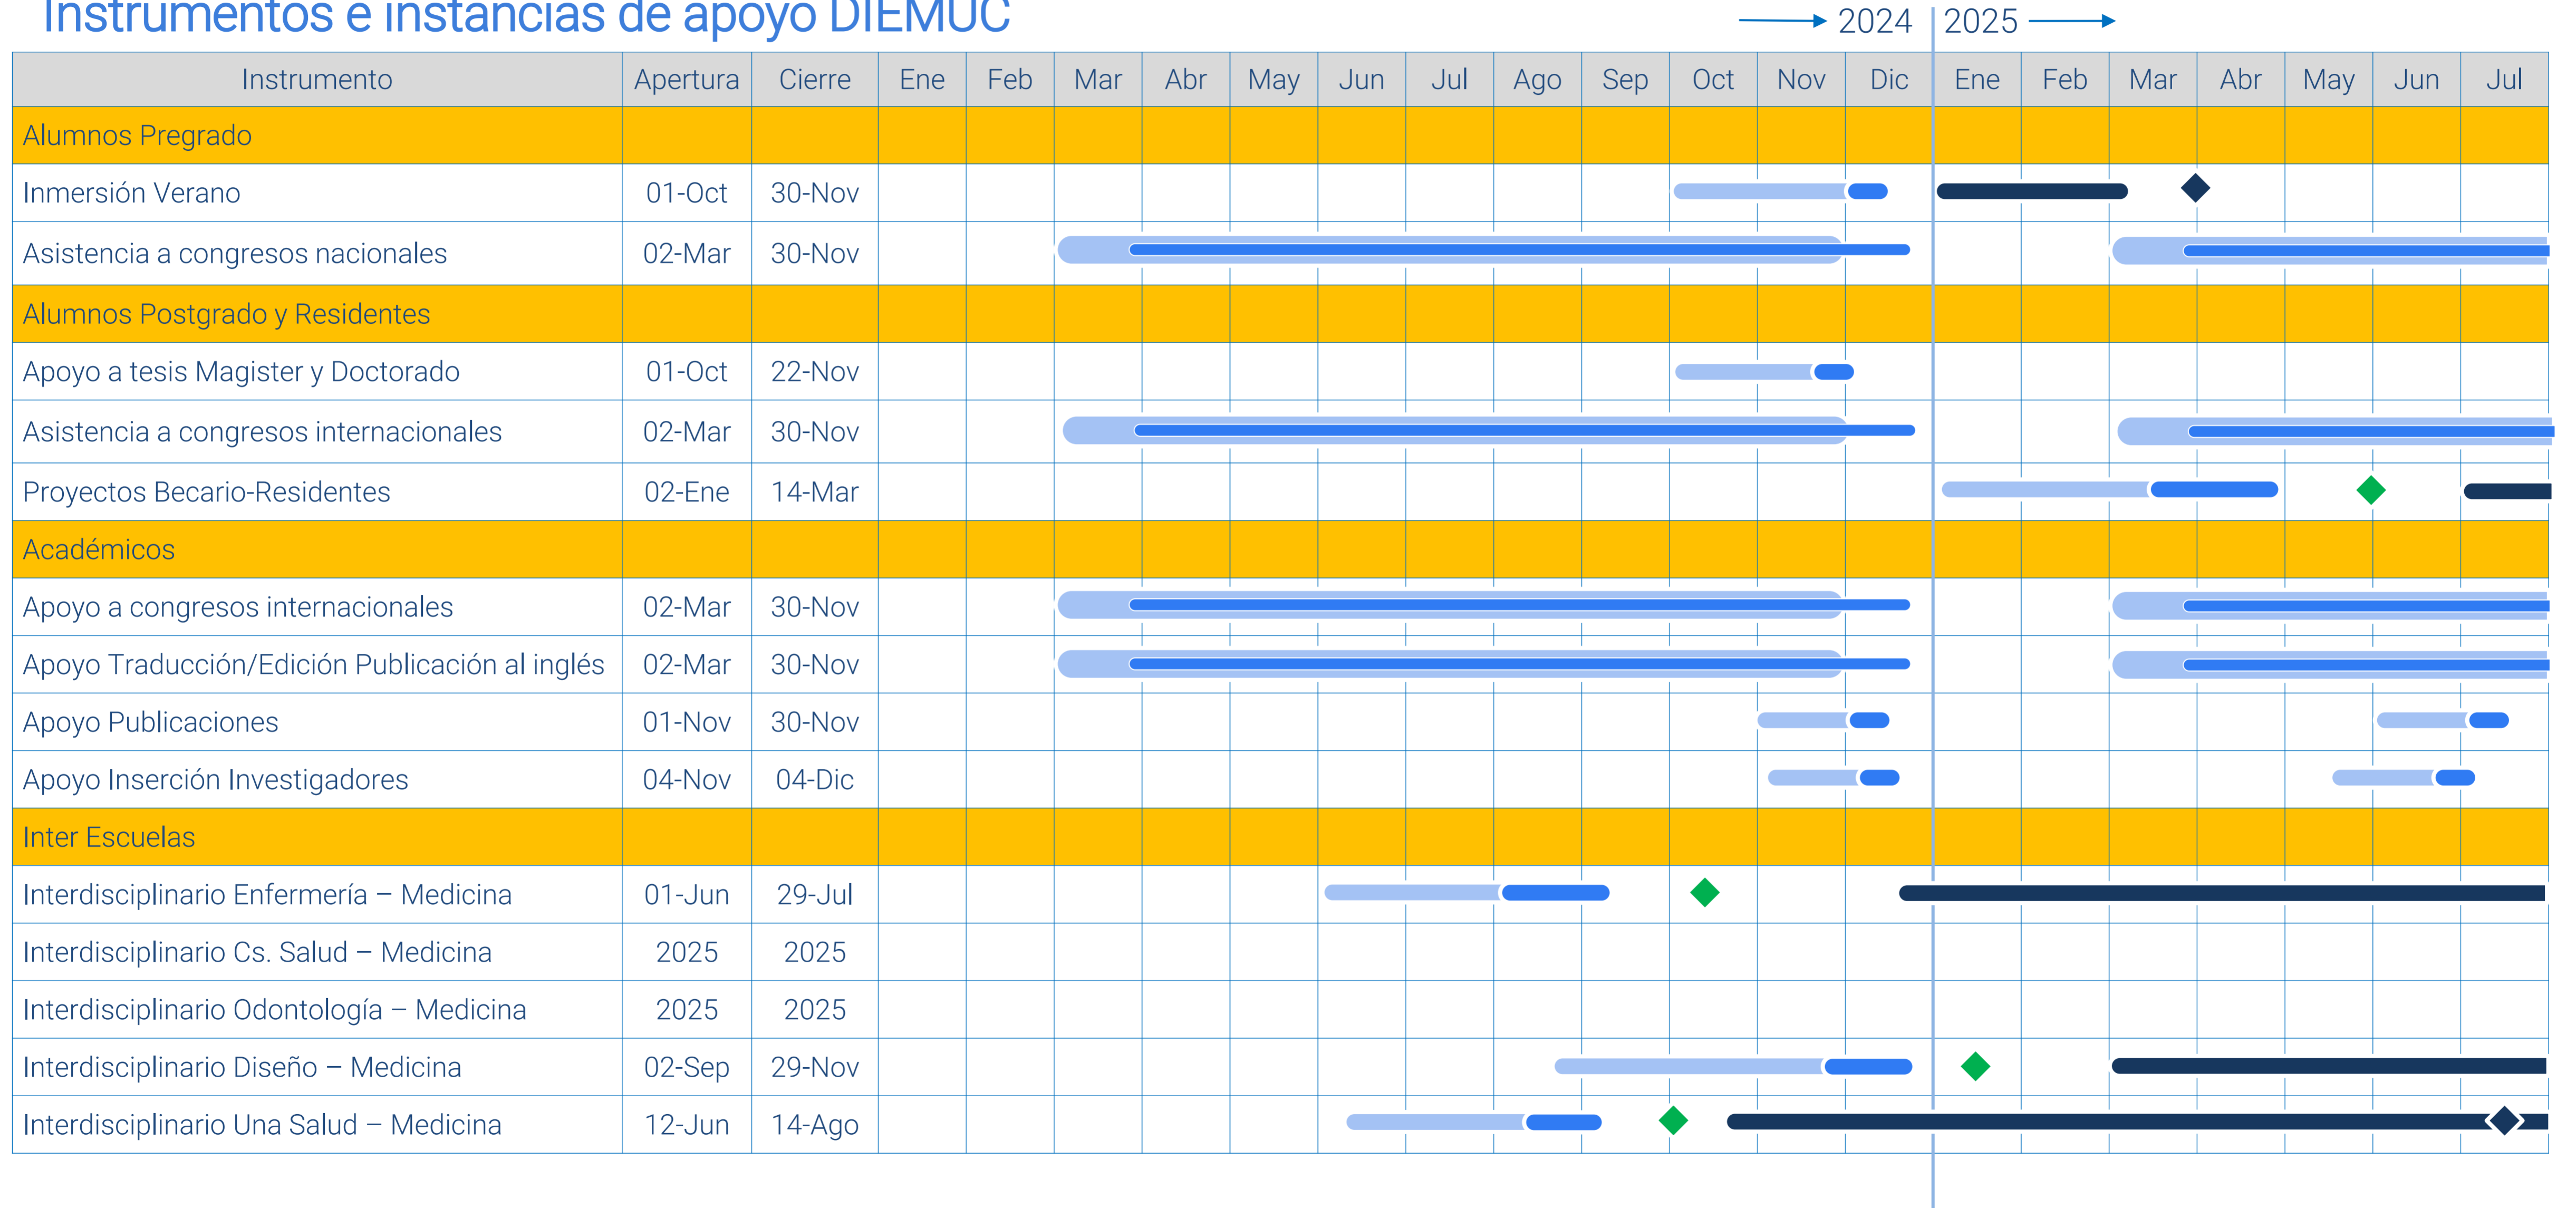 Instrumentos e instancias de apoyo DIEMUC
2024 2025
Instrumento Apertura Cierre Ene Feb Mar Abr May Jun Jul Ago Sep Oct Nov Dic Ene Feb Mar Abr May Jun Jul
Alumnos Pregrado
Inmersión Verano 01-Oct 30-Nov
Asistencia a congresos nacionales 02-Mar 30-Nov
Alumnos Postgrado y Residentes
Apoyo a tesis Magister y Doctorado 01-Oct 22-Nov
Asistencia a congresos internacionales 02-Mar 30-Nov
Proyectos Becario-Residentes 02-Ene 14-Mar
Académicos
Apoyo a congresos internacionales 02-Mar 30-Nov
Apoyo Traducción/Edición Publicación al inglés 02-Mar 30-Nov
Apoyo Publicaciones 01-Nov 30-Nov
Apoyo Inserción Investigadores 04-Nov 04-Dic
Inter Escuelas
Interdisciplinario Enfermería – Medicina 01-Jun 29-Jul
Interdisciplinario Cs. Salud – Medicina 2025 2025
Interdisciplinario Odontología – Medicina 2025 2025
Interdisciplinario Diseño – Medicina 02-Sep 29-Nov
Interdisciplinario Una Salud – Medicina 12-Jun 14-Ago